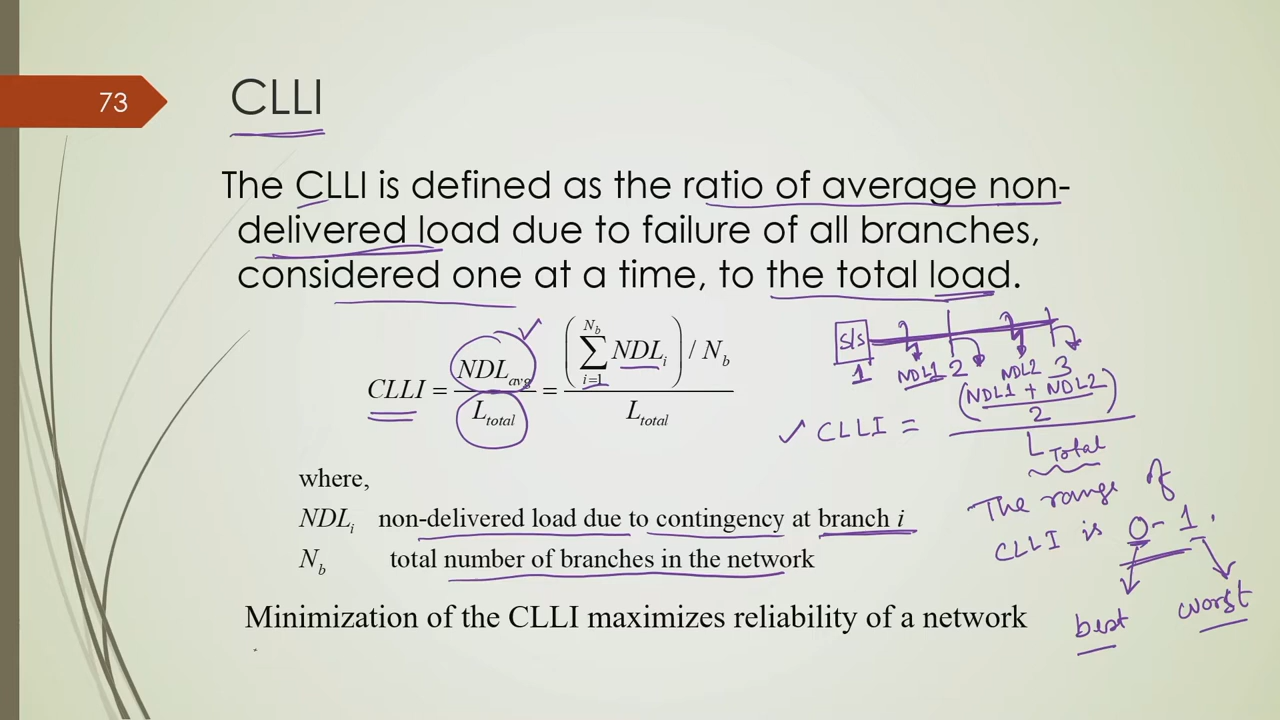 73
CLLI
The CLLI is defined as the ratio of average non-
delivered load due to failure of all branches,
considered one at a time, to the total load.
CLLI = NDL_avg / L_total = (∑_{i=1}^{N_b} NDL_i) / N_b / L_total
S/S
1 NDL1 2 NDL2 3
✓ CLLI = ((NDL1 + NDL2) / 2) / L_Total
where,
NDL_i non-delivered load due to contingency at branch i
N_b total number of branches in the network
Minimization of the CLLI maximizes reliability of a network
The range of
CLLI is 0-1.
best worst